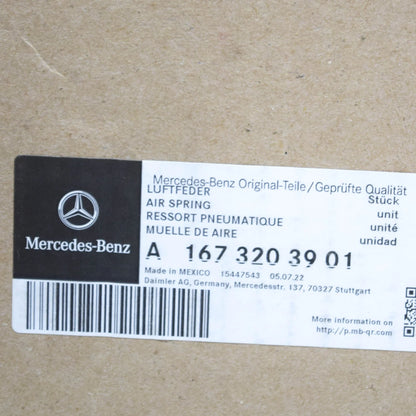 Mercedes-Benz Original-Teile/Geprüfte Qualität
LUFTFEDER Stück
AIR SPRING unit
RESSORT PNEUMATIQUE unité
MUELLE DE AIRE unidad
Mercedes-Benz
A 167 320 39 01
Made in MEXICO 15447543 05.07.22
Daimler AG, Germany, Mercedesstr. 137, 70327 Stuttgart
More information on
http://p.mb-qr.com